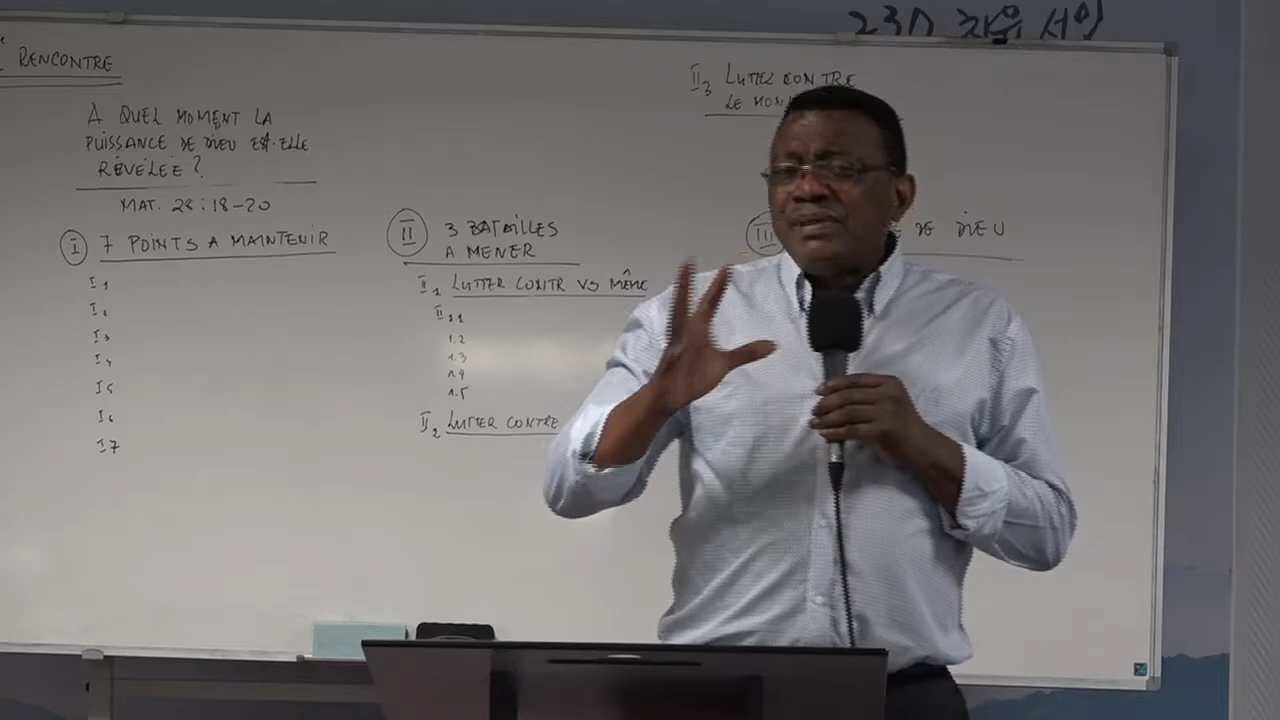 RENCONTRE
A QUEL MOMENT LA
PUISSANCE DE DIEU EST-ELLE
RÉVÉLÉE ?
MAT. 28:18-20
I 7 POINTS A MAINTENIR
I1
I2
I3
I4
I5
I6
I7
II 3 BATAILLES
A MENER
II1 LUTTER CONTR VS MÊME
II1.1
1.2
1.3
1.4
1.5
II2 LUTTER CONTRE
II3 LUTTER CONTRE
LE MON
III DE DIEU
230